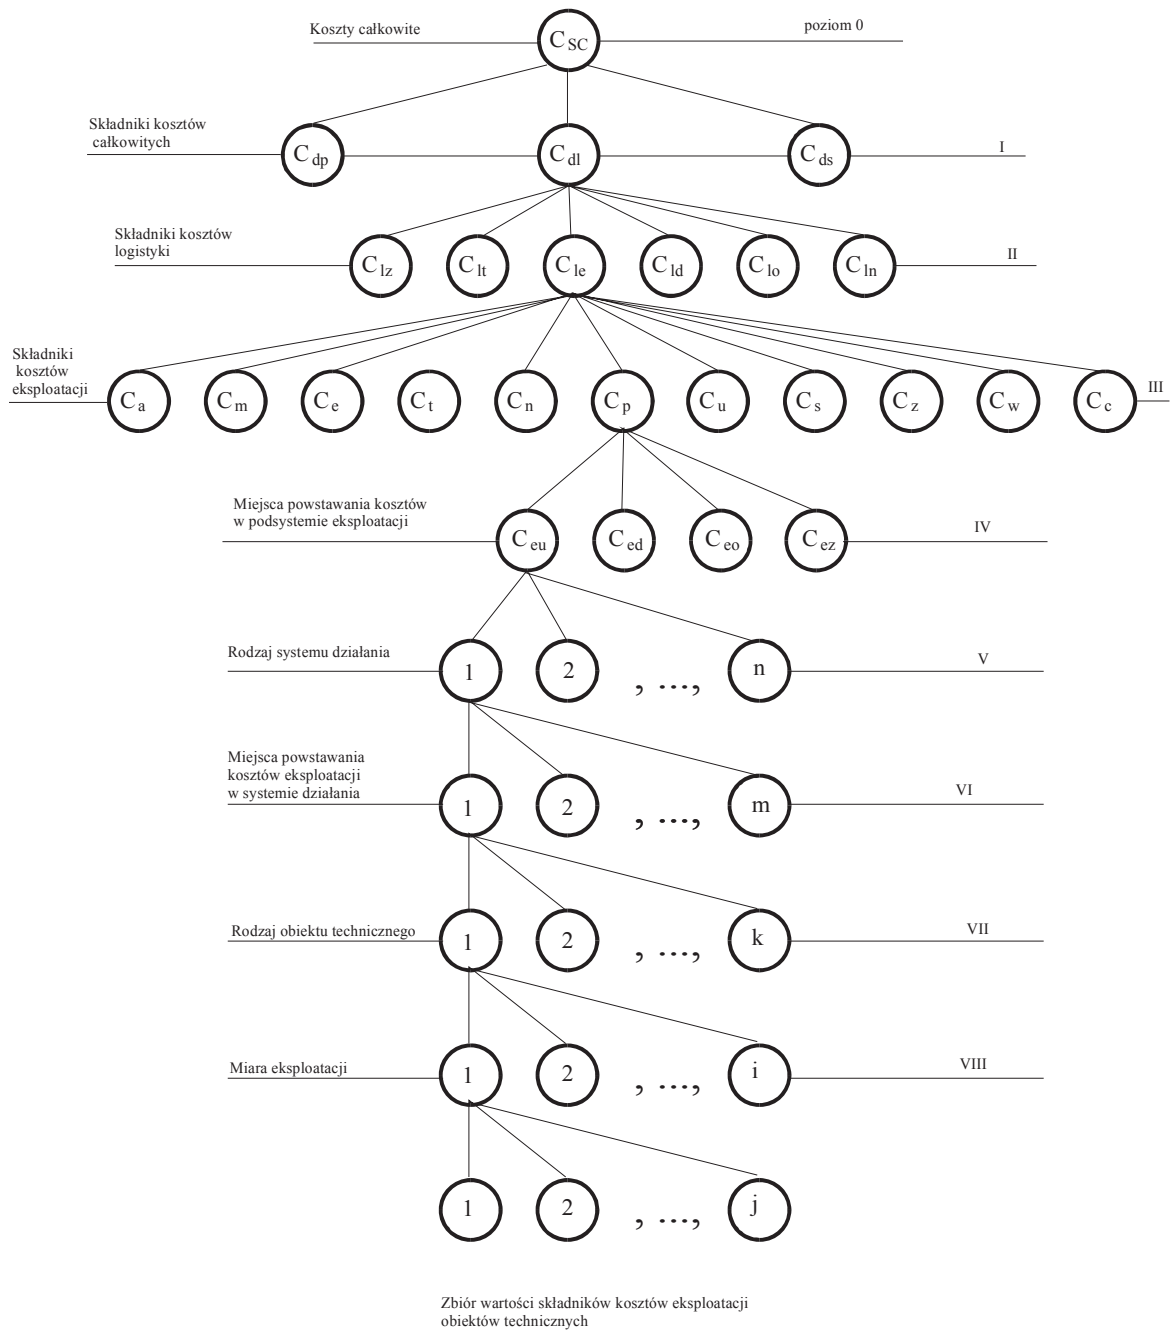 Koszty całkowite
C_SC
poziom 0
Składniki kosztów
całkowitych
C_dp
C_dl
C_ds
I
Składniki kosztów
logistyki
C_lz
C_lt
C_le
C_ld
C_lo
C_ln
II
Składniki
kosztów
eksploatacji
C_a
C_m
C_e
C_t
C_n
C_p
C_u
C_s
C_z
C_w
C_c
III
Miejsca powstawania kosztów
w podsystemie eksploatacji
C_eu
C_ed
C_eo
C_ez
IV
Rodzaj systemu działania
1
2
, ...,
n
V
Miejsca powstawania
kosztów eksploatacji
w systemie działania
1
2
, ...,
m
VI
Rodzaj obiektu technicznego
1
2
, ...,
k
VII
Miara eksploatacji
1
2
, ...,
i
VIII
1
2
, ...,
j
Zbiór wartości składników kosztów eksploatacji
obiektów technicznych